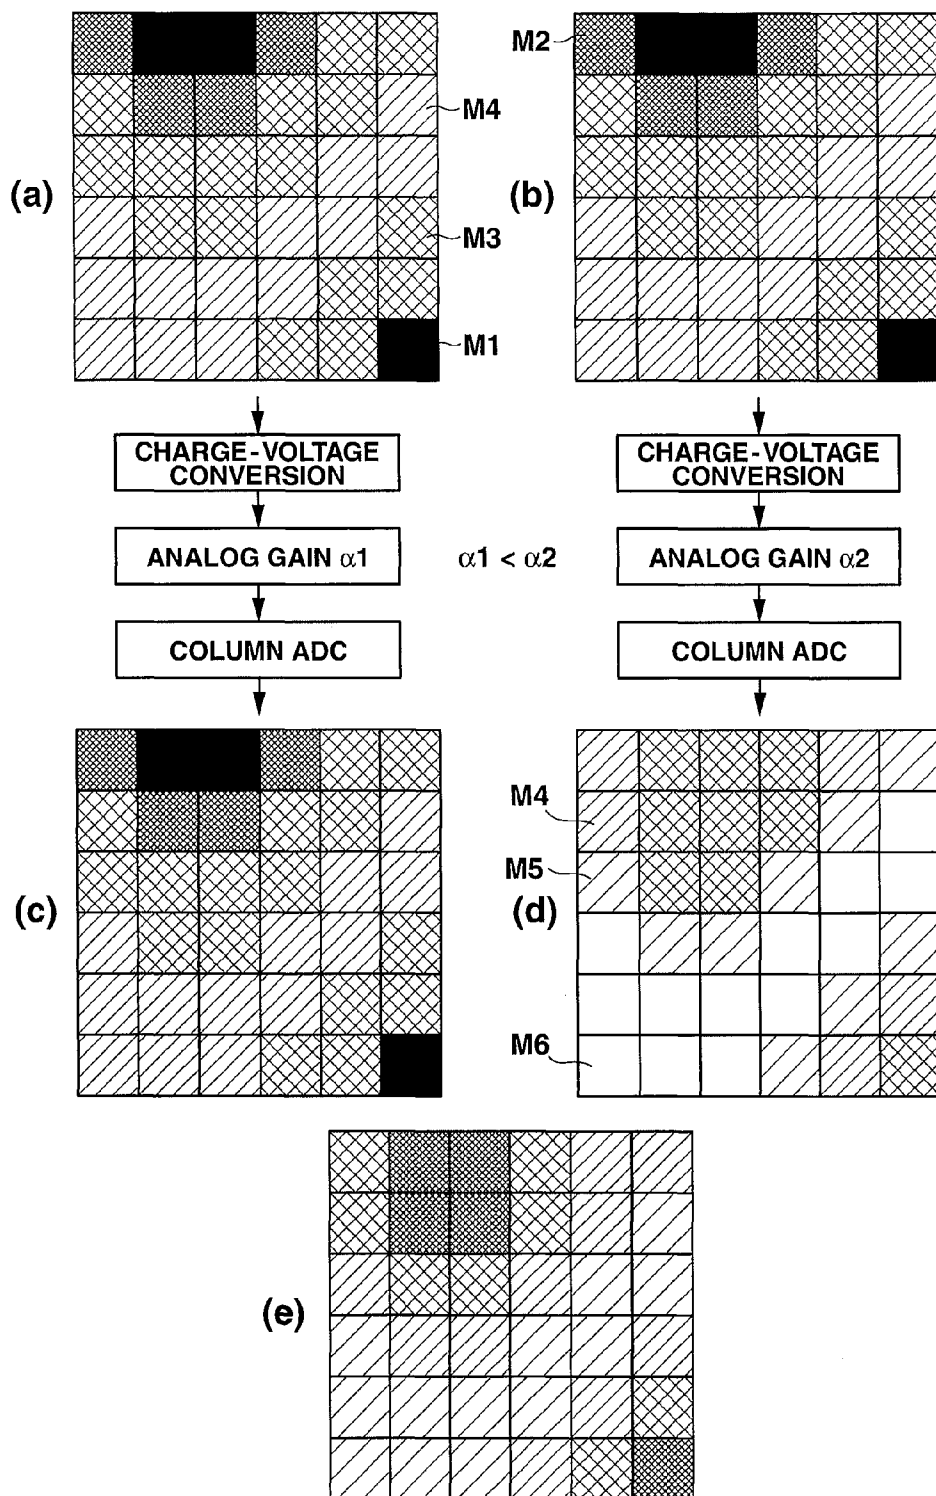 M2
M4
(a)
(b)
M3
M1
CHARGE-VOLTAGE
CONVERSION
CHARGE-VOLTAGE
CONVERSION
ANALOG GAIN α1
α1 < α2
ANALOG GAIN α2
COLUMN ADC
COLUMN ADC
M4
M5
(c)
(d)
M6
(e)